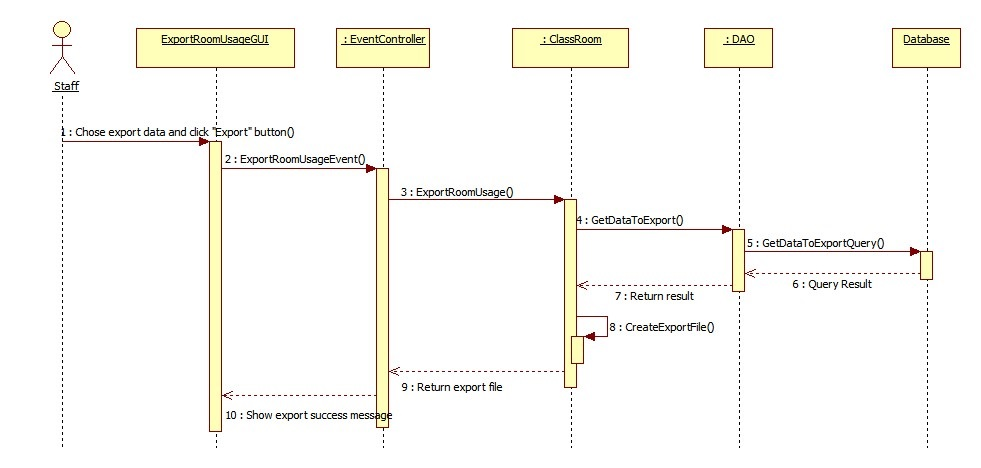 ExportRoomUsageGUI
: EventController
: ClassRoom
: DAO
Database
Staff
1 : Chose export data and click "Export" button()
2 : ExportRoomUsageEvent()
3 : ExportRoomUsage()
4 : GetDataToExport()
5 : GetDataToExportQuery()
6 : Query Result
7 : Return result
8 : CreateExportFile()
9 : Return export file
10 : Show export success message